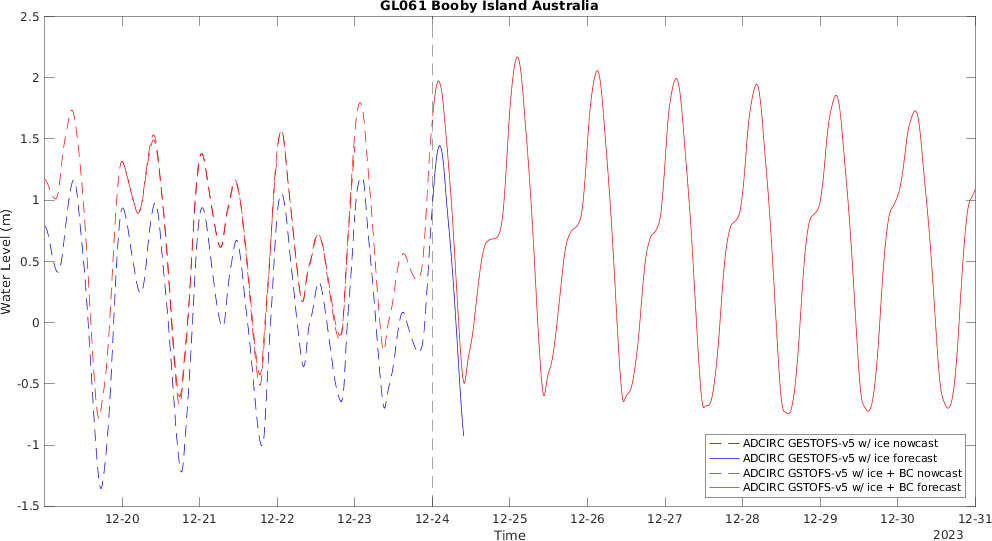 GL061 Booby Island Australia
2.5
2
1.5
1
0.5
0
-0.5
-1
-1.5
Water Level (m)
ADCIRC GESTOFS-v5 w/ ice nowcast
ADCIRC GESTOFS-v5 w/ ice forecast
ADCIRC GSTOFS-v5 w/ ice + BC nowcast
ADCIRC GSTOFS-v5 w/ ice + BC forecast
12-20 12-21 12-22 12-23 12-24 12-25 12-26 12-27 12-28 12-29 12-30 12-31
Time
2023